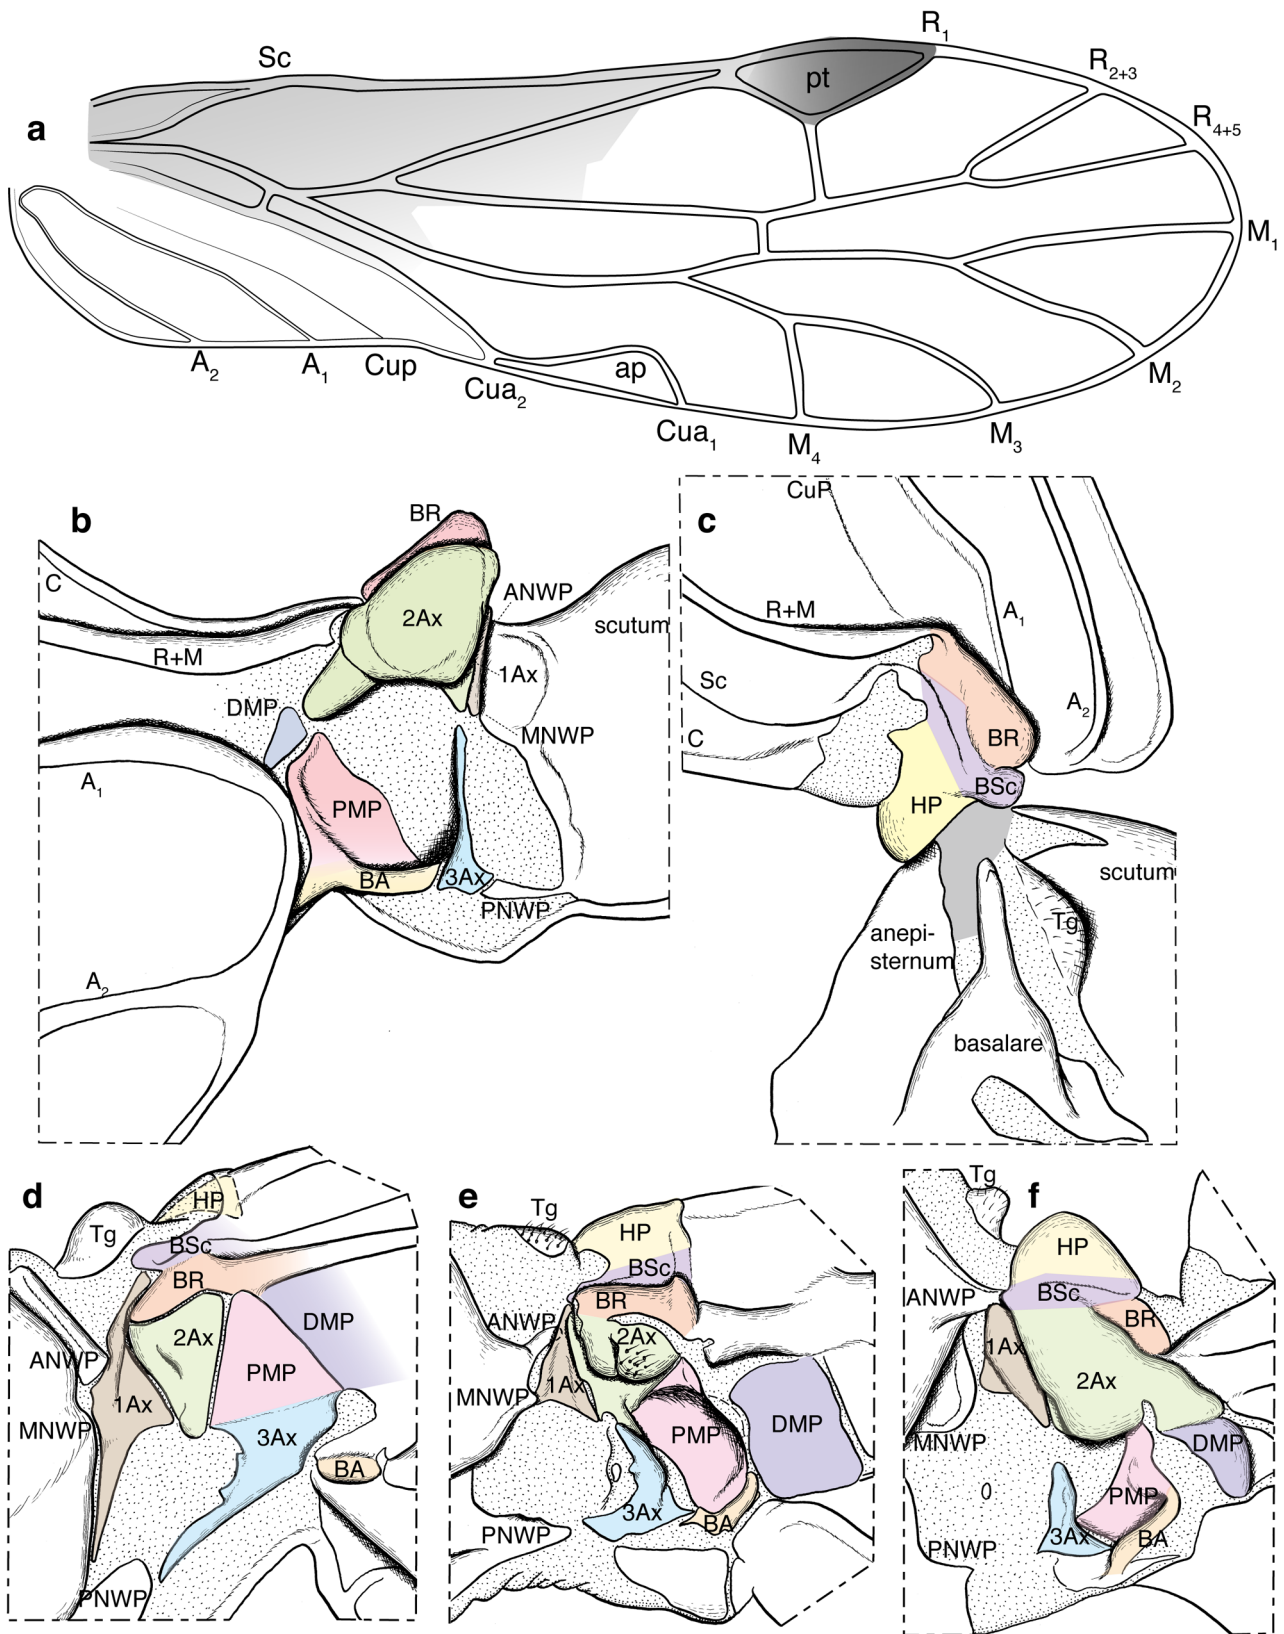 R1
Sc
R2+3
pt
R4+5
a
M1
A2
A1
Cup
ap
Cua2
M2
Cua1
M4
M3
b
BR
C
2Ax
ANWP
scutum
R+M
1Ax
DMP
MNWP
A1
PMP
BA
3Ax
PNWP
A2
c
CuP
R+M
A1
Sc
A2
C
BR
BSc
HP
scutum
Tg
anepi-
sternum
basalare
d
HP
Tg
BSc
BR
DMP
2Ax
ANWP
PMP
1Ax
MNWP
3Ax
BA
PNWP
e
Tg
HP
BSc
BR
ANWP
2Ax
1Ax
MNWP
DMP
PMP
3Ax
BA
PNWP
f
Tg
HP
BSc
ANWP
BR
1Ax
2Ax
MNWP
DMP
PMP
3Ax
BA
PNWP